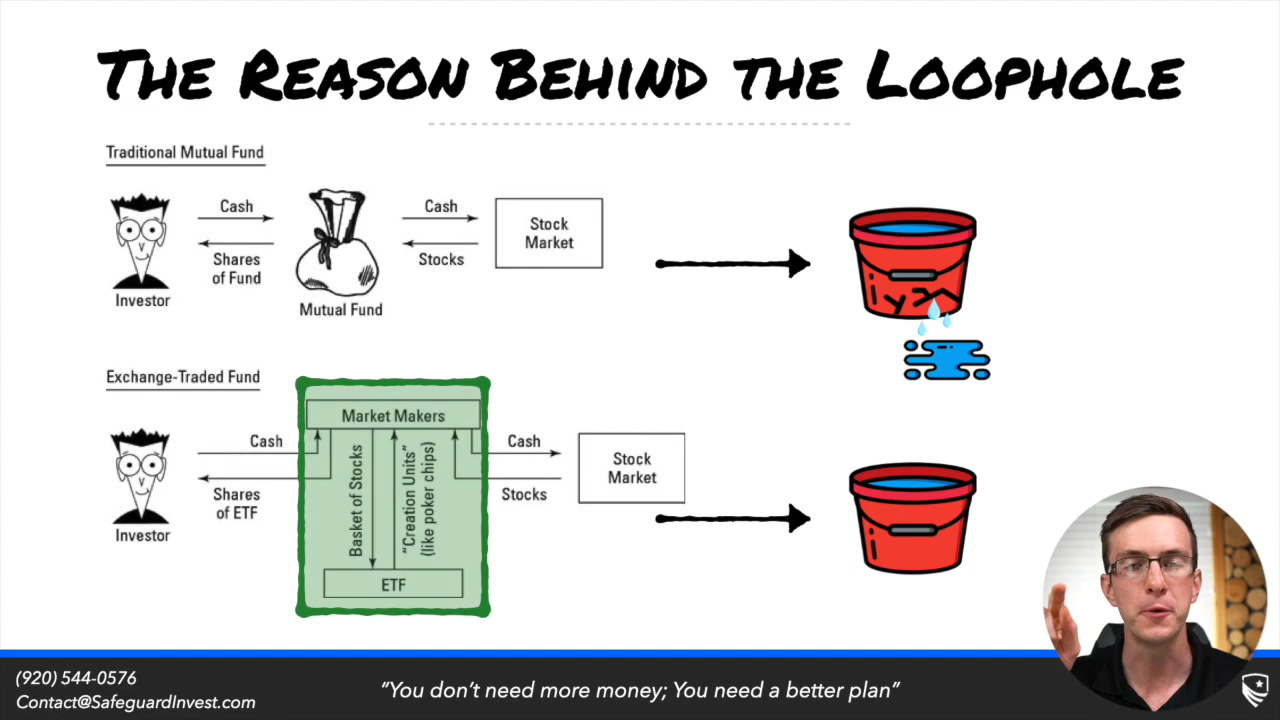 The Reason Behind the Loophole
Traditional Mutual Fund
Cash
Shares
of Fund
Investor
Mutual Fund
Cash
Stocks
Stock
Market
Exchange-Traded Fund
Cash
Shares
of ETF
Investor
Market Makers
Basket of Stocks
"Creation Units"
(like poker chips)
ETF
Cash
Stocks
Stock
Market
(920) 544-0576
Contact@SafeguardInvest.com
“You don’t need more money; You need a better plan”